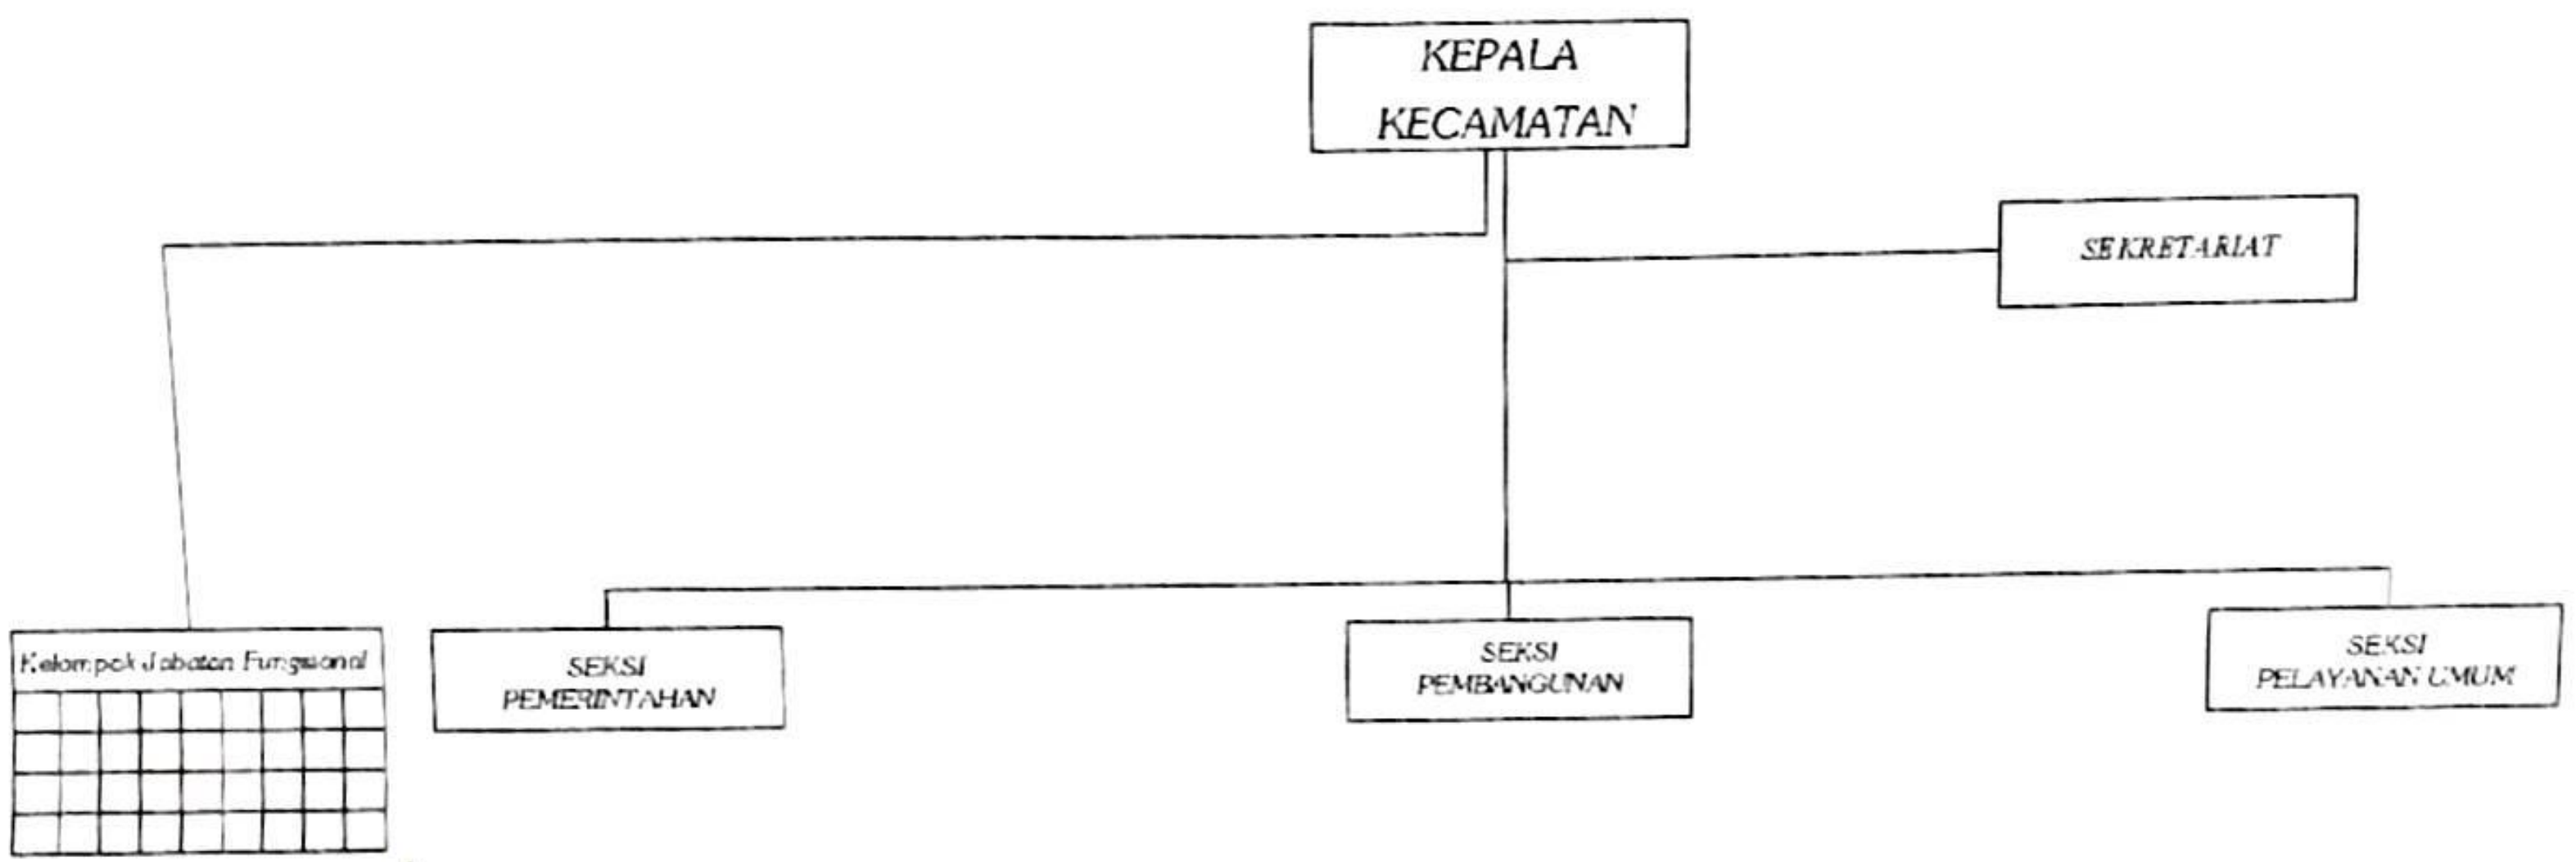 KEPALA
KECAMATAN
SEKRETARIAT
Kelompok Jabatan Fungsional
SEKSI
PEMERINTAHAN
SEKSI
PEMBANGUNAN
SEKSI
PELAYANAN UMUM